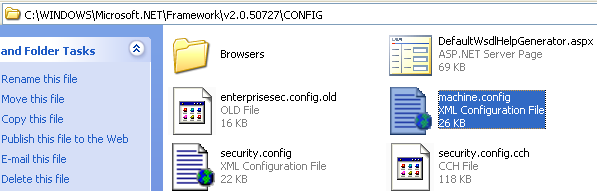 C:\WINDOWS\Microsoft.NET\Framework\v2.0.50727\CONFIG
and Folder Tasks
Rename this file
Move this file
Copy this file
Publish this file to the Web
E-mail this file
Delete this file
Browsers
DefaultWsdlHelpGenerator.aspx
ASP.NET Server Page
69 KB
enterprisesec.config.old
OLD File
16 KB
machine.config
XML Configuration File
26 KB
security.config
XML Configuration File
22 KB
security.config.cch
CCH File
118 KB